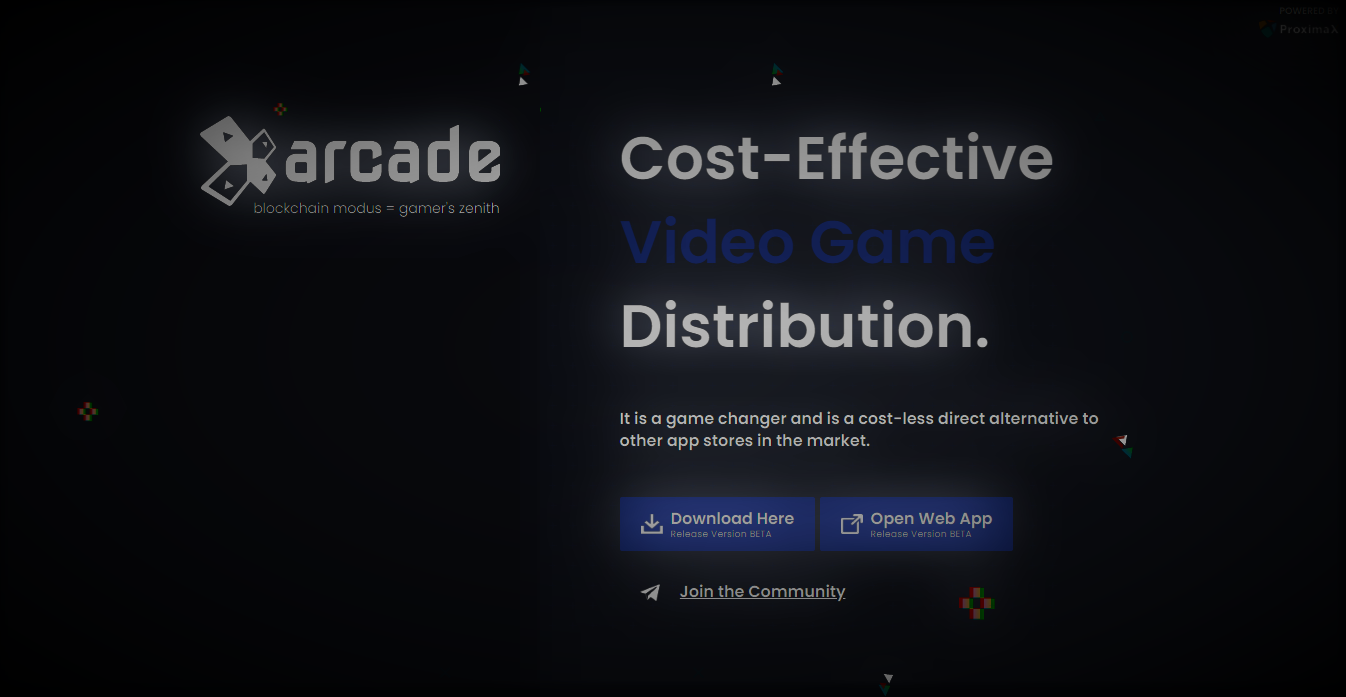 POWERED BY
ProximaX
arcade
blockchain modus = gamer's zenith
Cost-Effective
Video Game
Distribution.
It is a game changer and is a cost-less direct alternative to
other app stores in the market.
Download Here
Release Version BETA
Open Web App
Release Version BETA
Join the Community